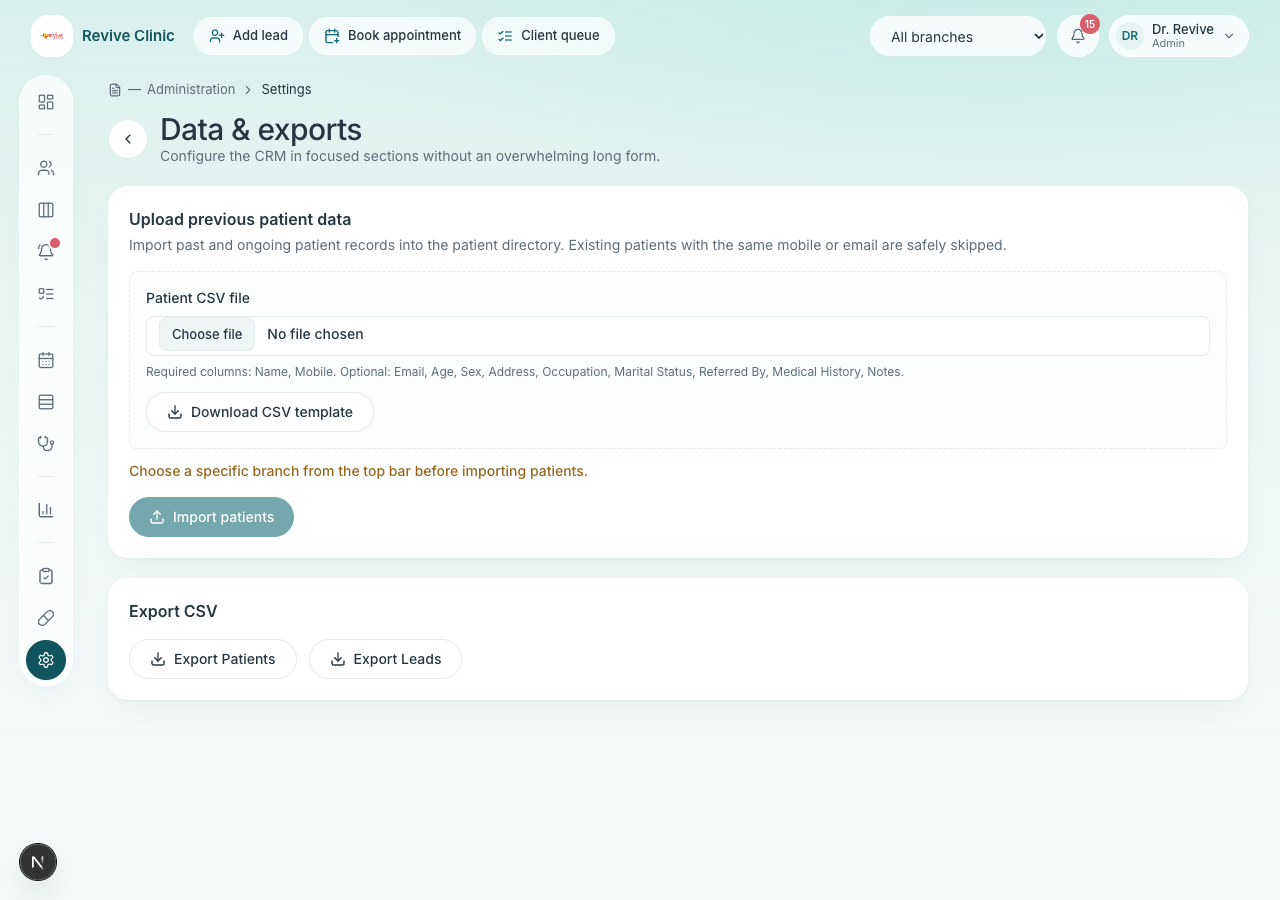 Revive Clinic
Add lead
Book appointment
Client queue
All branches
15
DR
Dr. Revive
Admin
— Administration > Settings
Data & exports
Configure the CRM in focused sections without an overwhelming long form.
Upload previous patient data
Import past and ongoing patient records into the patient directory. Existing patients with the same mobile or email are safely skipped.
Patient CSV file
Choose file No file chosen
Required columns: Name, Mobile. Optional: Email, Age, Sex, Address, Occupation, Marital Status, Referred By, Medical History, Notes.
Download CSV template
Choose a specific branch from the top bar before importing patients.
Import patients
Export CSV
Export Patients
Export Leads
N